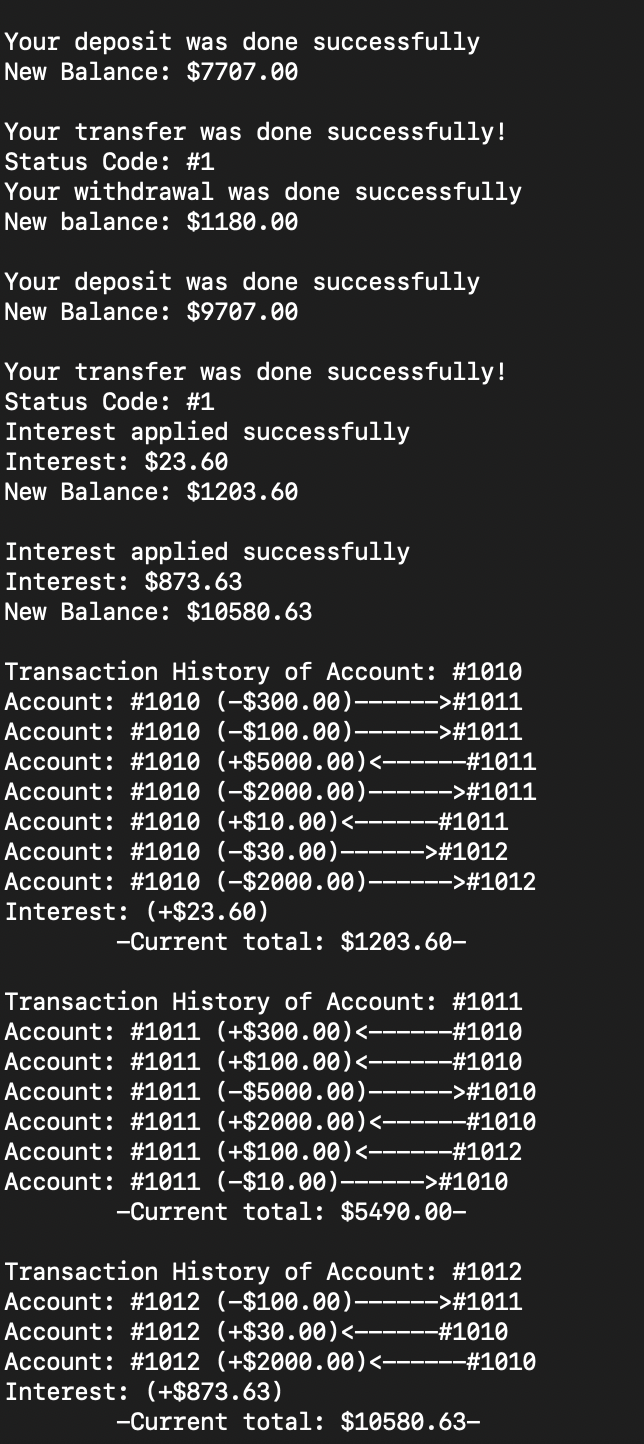 Your deposit was done successfully
New Balance: $7707.00
Your transfer was done successfully!
Status Code: #1
Your withdrawal was done successfully
New balance: $1180.00
Your deposit was done successfully
New Balance: $9707.00
Your transfer was done successfully!
Status Code: #1
Interest applied successfully
Interest: $23.60
New Balance: $1203.60
Interest applied successfully
Interest: $873.63
New Balance: $10580.63
Transaction History of Account: #1010
Account: #1010 (-$300.00)------>#1011
Account: #1010 (-$100.00)------>#1011
Account: #1010 (+$5000.00)<------#1011
Account: #1010 (-$2000.00)------>#1011
Account: #1010 (+$10.00)<------#1011
Account: #1010 (-$30.00)------>#1012
Account: #1010 (-$2000.00)------>#1012
Interest: (+$23.60)
-Current total: $1203.60-
Transaction History of Account: #1011
Account: #1011 (+$300.00)<------#1010
Account: #1011 (+$100.00)<------#1010
Account: #1011 (-$5000.00)------>#1010
Account: #1011 (+$2000.00)<------#1010
Account: #1011 (+$100.00)<------#1012
Account: #1011 (-$10.00)------>#1010
-Current total: $5490.00-
Transaction History of Account: #1012
Account: #1012 (-$100.00)------>#1011
Account: #1012 (+$30.00)<------#1010
Account: #1012 (+$2000.00)<------#1010
Interest: (+$873.63)
-Current total: $10580.63-